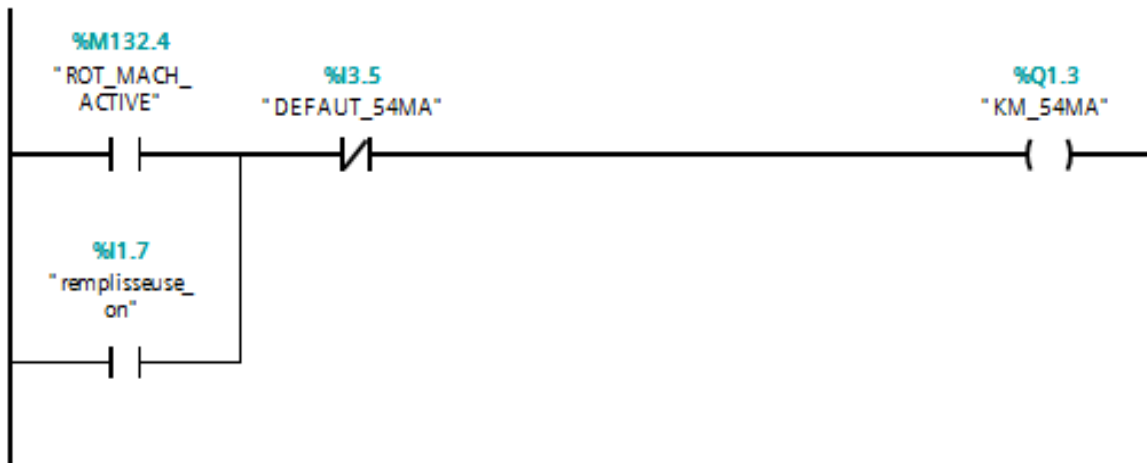 %M132.4
"ROT_MACH_
ACTIVE"
%I3.5
"DEFAUT_54MA"
%Q1.3
"KM_54MA"
%I1.7
"remplisseuse_
on"